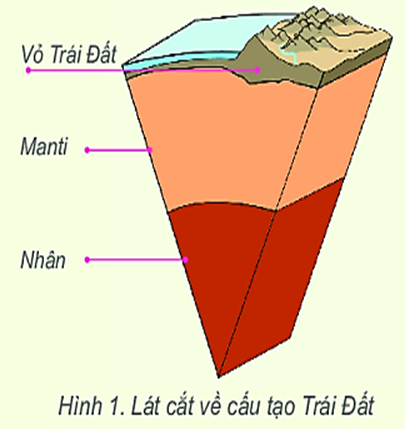 Vỏ Trái Đất
Manti
Nhân
Hình 1. Lát cắt về cấu tạo Trái Đất